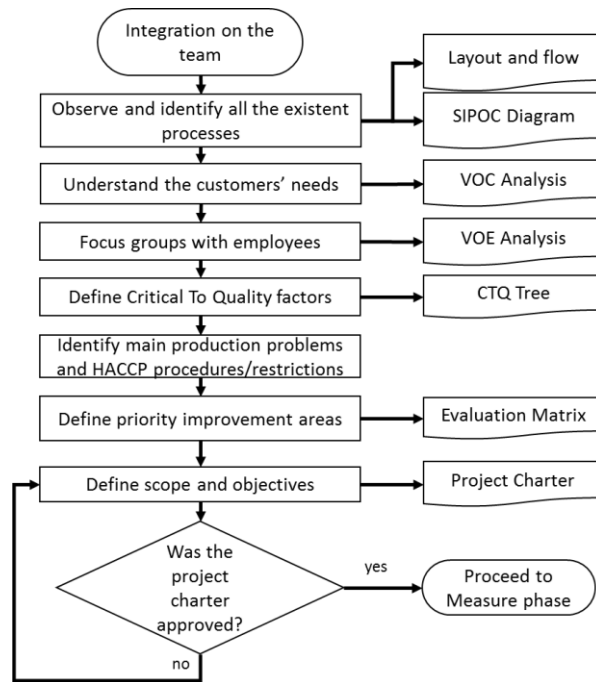 Integration on the
team
Layout and flow
Observe and identify all the existent
processes
SIPOC Diagram
Understand the customers’ needs
VOC Analysis
Focus groups with employees
VOE Analysis
Define Critical To Quality factors
CTQ Tree
Identify main production problems
and HACCP procedures/restrictions
Define priority improvement areas
Evaluation Matrix
Define scope and objectives
Project Charter
Was the
project
charter
approved?
yes
Proceed to
Measure phase
no